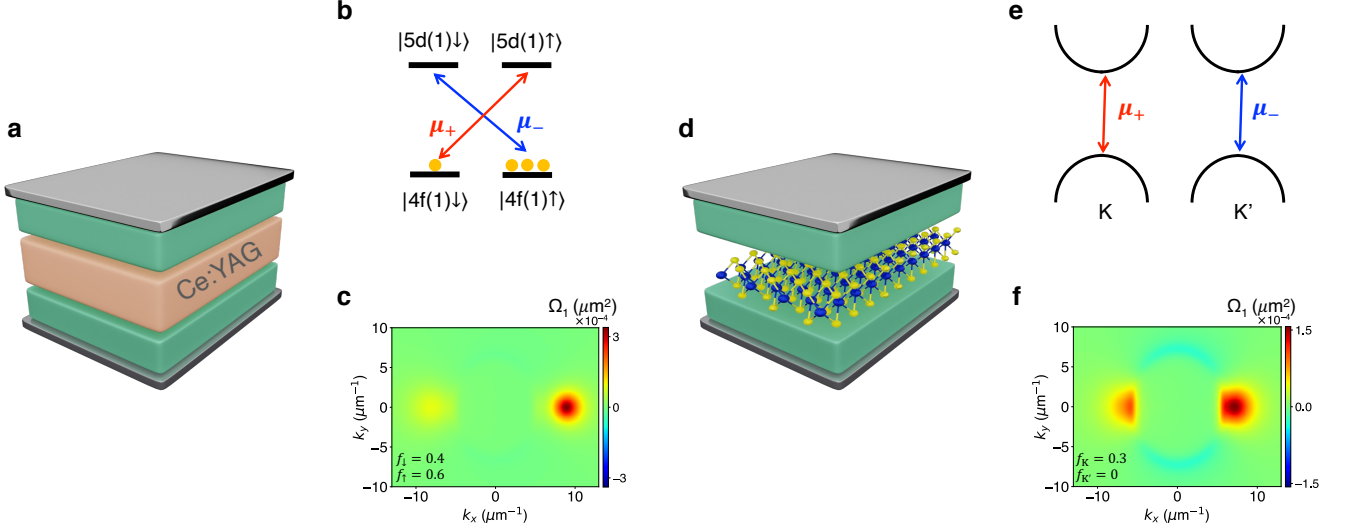 b
|5d(1)↓⟩ |5d(1)↑⟩
μ+ μ−
|4f(1)↓⟩ |4f(1)↑⟩
a
Ce:YAG
c
Ω1 (μm²)
×10⁻⁴
10
5
0
−5
−10
ky (μm⁻¹)
f↓ = 0.4
f↑ = 0.6
−10 0 10
kx (μm⁻¹)
3
0
−3
d
e
μ+ μ−
K K’
f
Ω1 (μm²)
×10⁻⁴
10
5
0
−5
−10
ky (μm⁻¹)
fK = 0.3
fK′ = 0
−10 0 10
kx (μm⁻¹)
1.5
0.0
−1.5